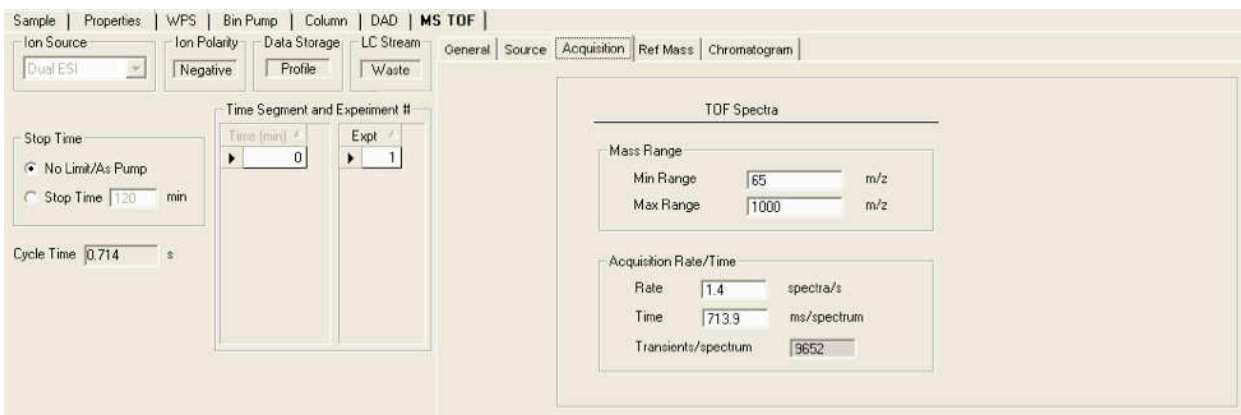 Sample | Properties | WPS | Bin Pump | Column | DAD | MS TOF |
Ion Source
Dual ESI
Ion Polarity
Negative
Data Storage
Profile
LC Stream
Waste
Stop Time
No Limit/As Pump
Stop Time 120 min
Cycle Time 0.714 s
Time Segment and Experiment #
Time (min)
0
Expt
1
General | Source | Acquisition | Ref Mass | Chromatogram |
TOF Spectra
Mass Range
Min Range 65 m/z
Max Range 1000 m/z
Acquisition Rate/Time
Rate 1.4 spectra/s
Time 713.9 ms/spectrum
Transients/spectrum 9652